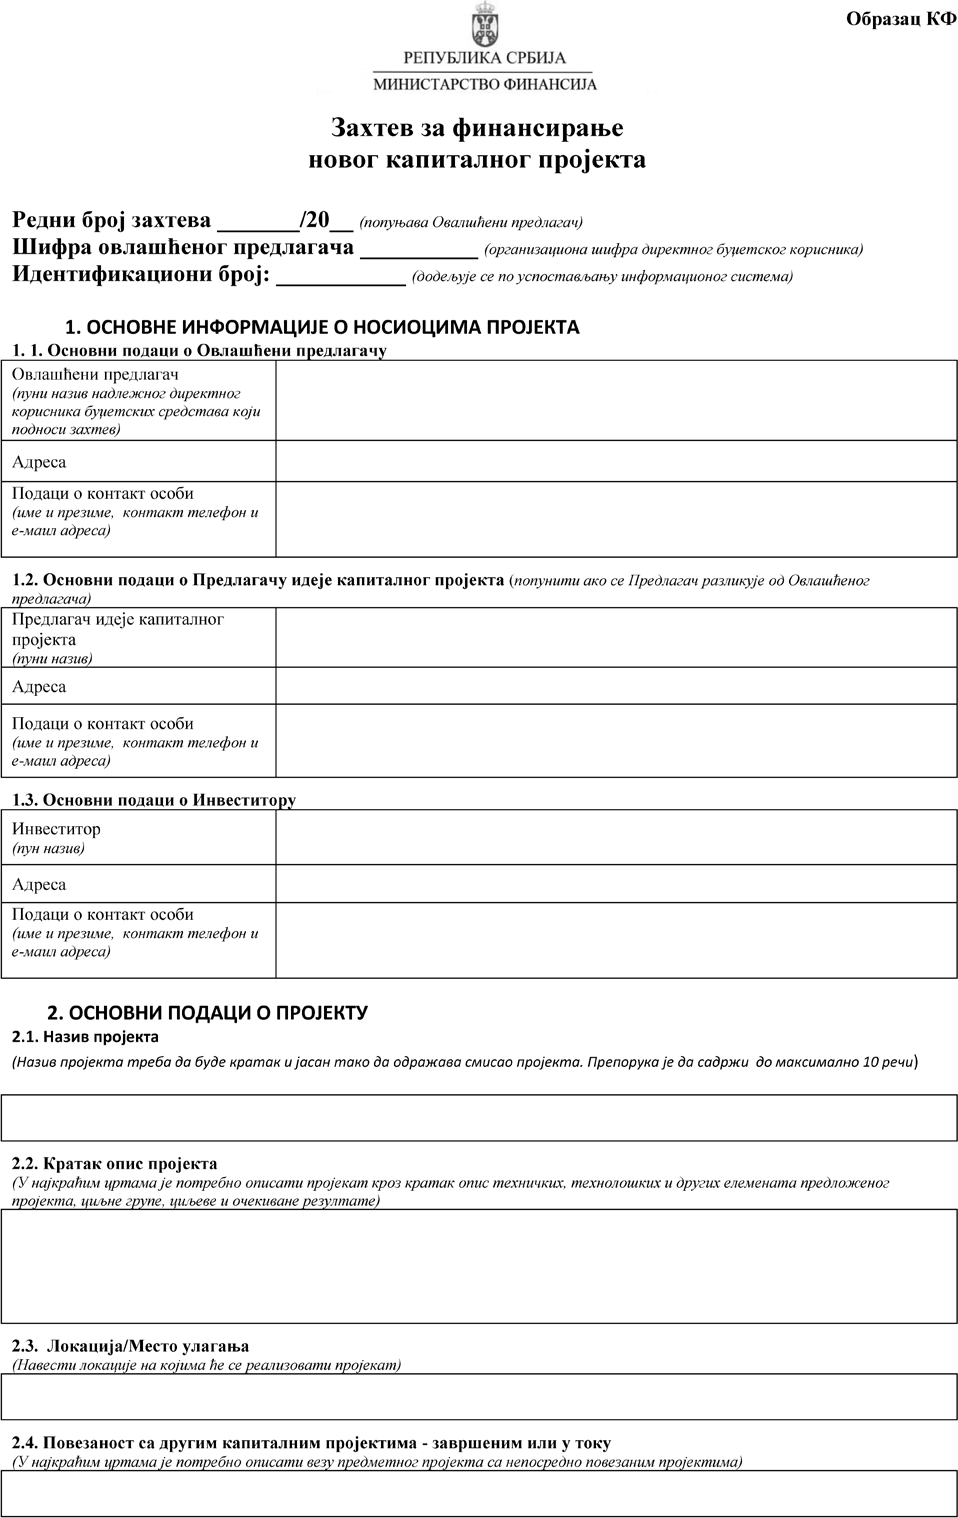 Образац КФ
РЕПУБЛИКА СРБИЈА
МИНИСТАРСТВО ФИНАНСИЈА
Захтев за финансирање
новог капиталног пројекта
Редни број захтева _______/20__ (попуњава Овалшћени предлагач)
Шифра овлашћеног предлагача __________ (организациона шифра директног буџетског корисника)
Идентификациони број: ___________ (додељује се по успостављању информационог система)
1. ОСНОВНЕ ИНФОРМАЦИЈЕ О НОСИОЦИМА ПРОЈЕКТА
1. 1. Основни подаци о Овлашћени предлагачу
Овлашћени предлагач
(пуни назив надлежног директног
корисника буџетских средстава који
подноси захтев)
Адреса
Подаци о контакт особи
(име и презиме, контакт телефон и
е-маил адреса)
1.2. Основни подаци о Предлагачу идеје капиталног пројекта (попунити ако се Предлагач разликује од Овлашћеног
предлагача)
Предлагач идеје капиталног
пројекта
(пуни назив)
Адреса
Подаци о контакт особи
(име и презиме, контакт телефон и
е-маил адреса)
1.3. Основни подаци о Инвеститору
Инвеститор
(пун назив)
Адреса
Подаци о контакт особи
(име и презиме, контакт телефон и
е-маил адреса)
2. ОСНОВНИ ПОДАЦИ О ПРОЈЕКТУ
2.1. Назив пројекта
(Назив пројекта треба да буде кратак и јасан тако да одражава смисао пројекта. Препорука је да садржи до максимално 10 речи)
2.2. Кратак опис пројекта
(У најкраћим цртама је потребно описати пројекат кроз кратак опис техничких, технолошких и других елемената предложеног
пројекта, циљне групе, циљеве и очекиване резултате)
2.3. Локација/Место улагања
(Навести локације на којима ће се реализовати пројекат)
2.4. Повезаност са другим капиталним пројектима - завршеним или у току
(У најкраћим цртама је потребно описати везу предметног пројекта са непосредно повезаним пројектима)